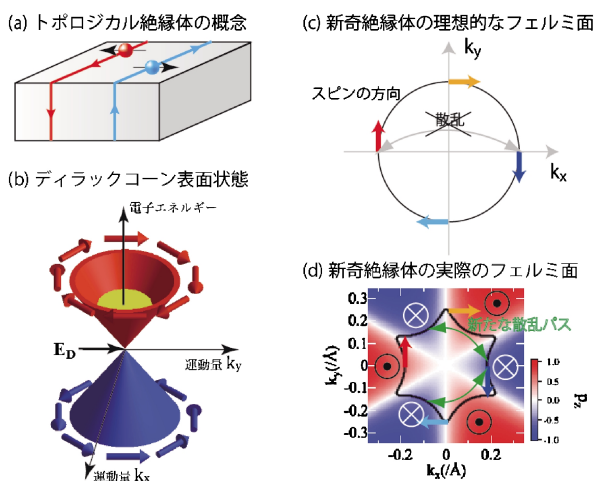 (a) トポロジカル絶縁体の概念
(b) ディラックコーン表面状態
電子エネルギー
E_D
運動量 k_y
運動量 k_x
(c) 新奇絶縁体の理想的なフェルミ面
k_y
スピンの方向
散乱
k_x
(d) 新奇絶縁体の実際のフェルミ面
新たな散乱パス
k_y(/Å)
0.3
0.2
0.1
0
-0.1
-0.2
-0.3
-0.2
0
0.2
k_x(/Å)
1.0
0.5
0.0
-0.5
-1.0
P_z